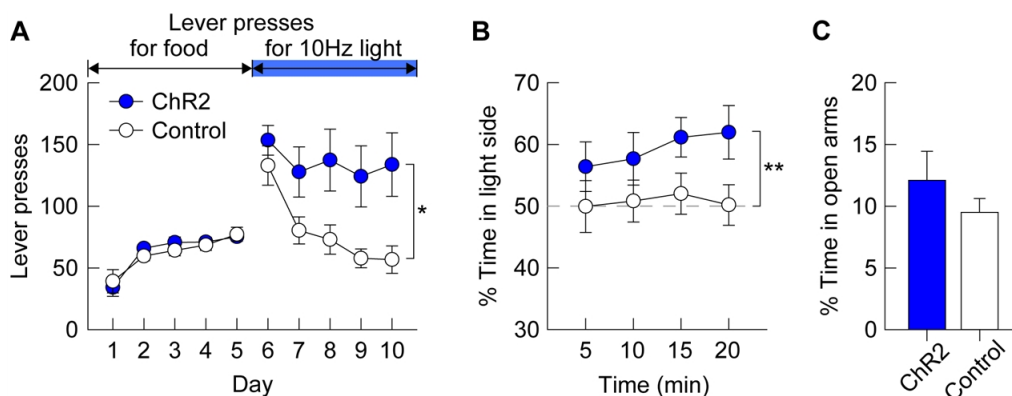 A
Lever presses
for food
for 10Hz light
200
150
100
50
0
ChR2
Control
*
Lever presses
1 2 3 4 5 6 7 8 9 10
Day
B
70
60
50
40
30
**
% Time in light side
5 10 15 20
Time (min)
C
20
15
10
5
0
% Time in open arms
ChR2
Control